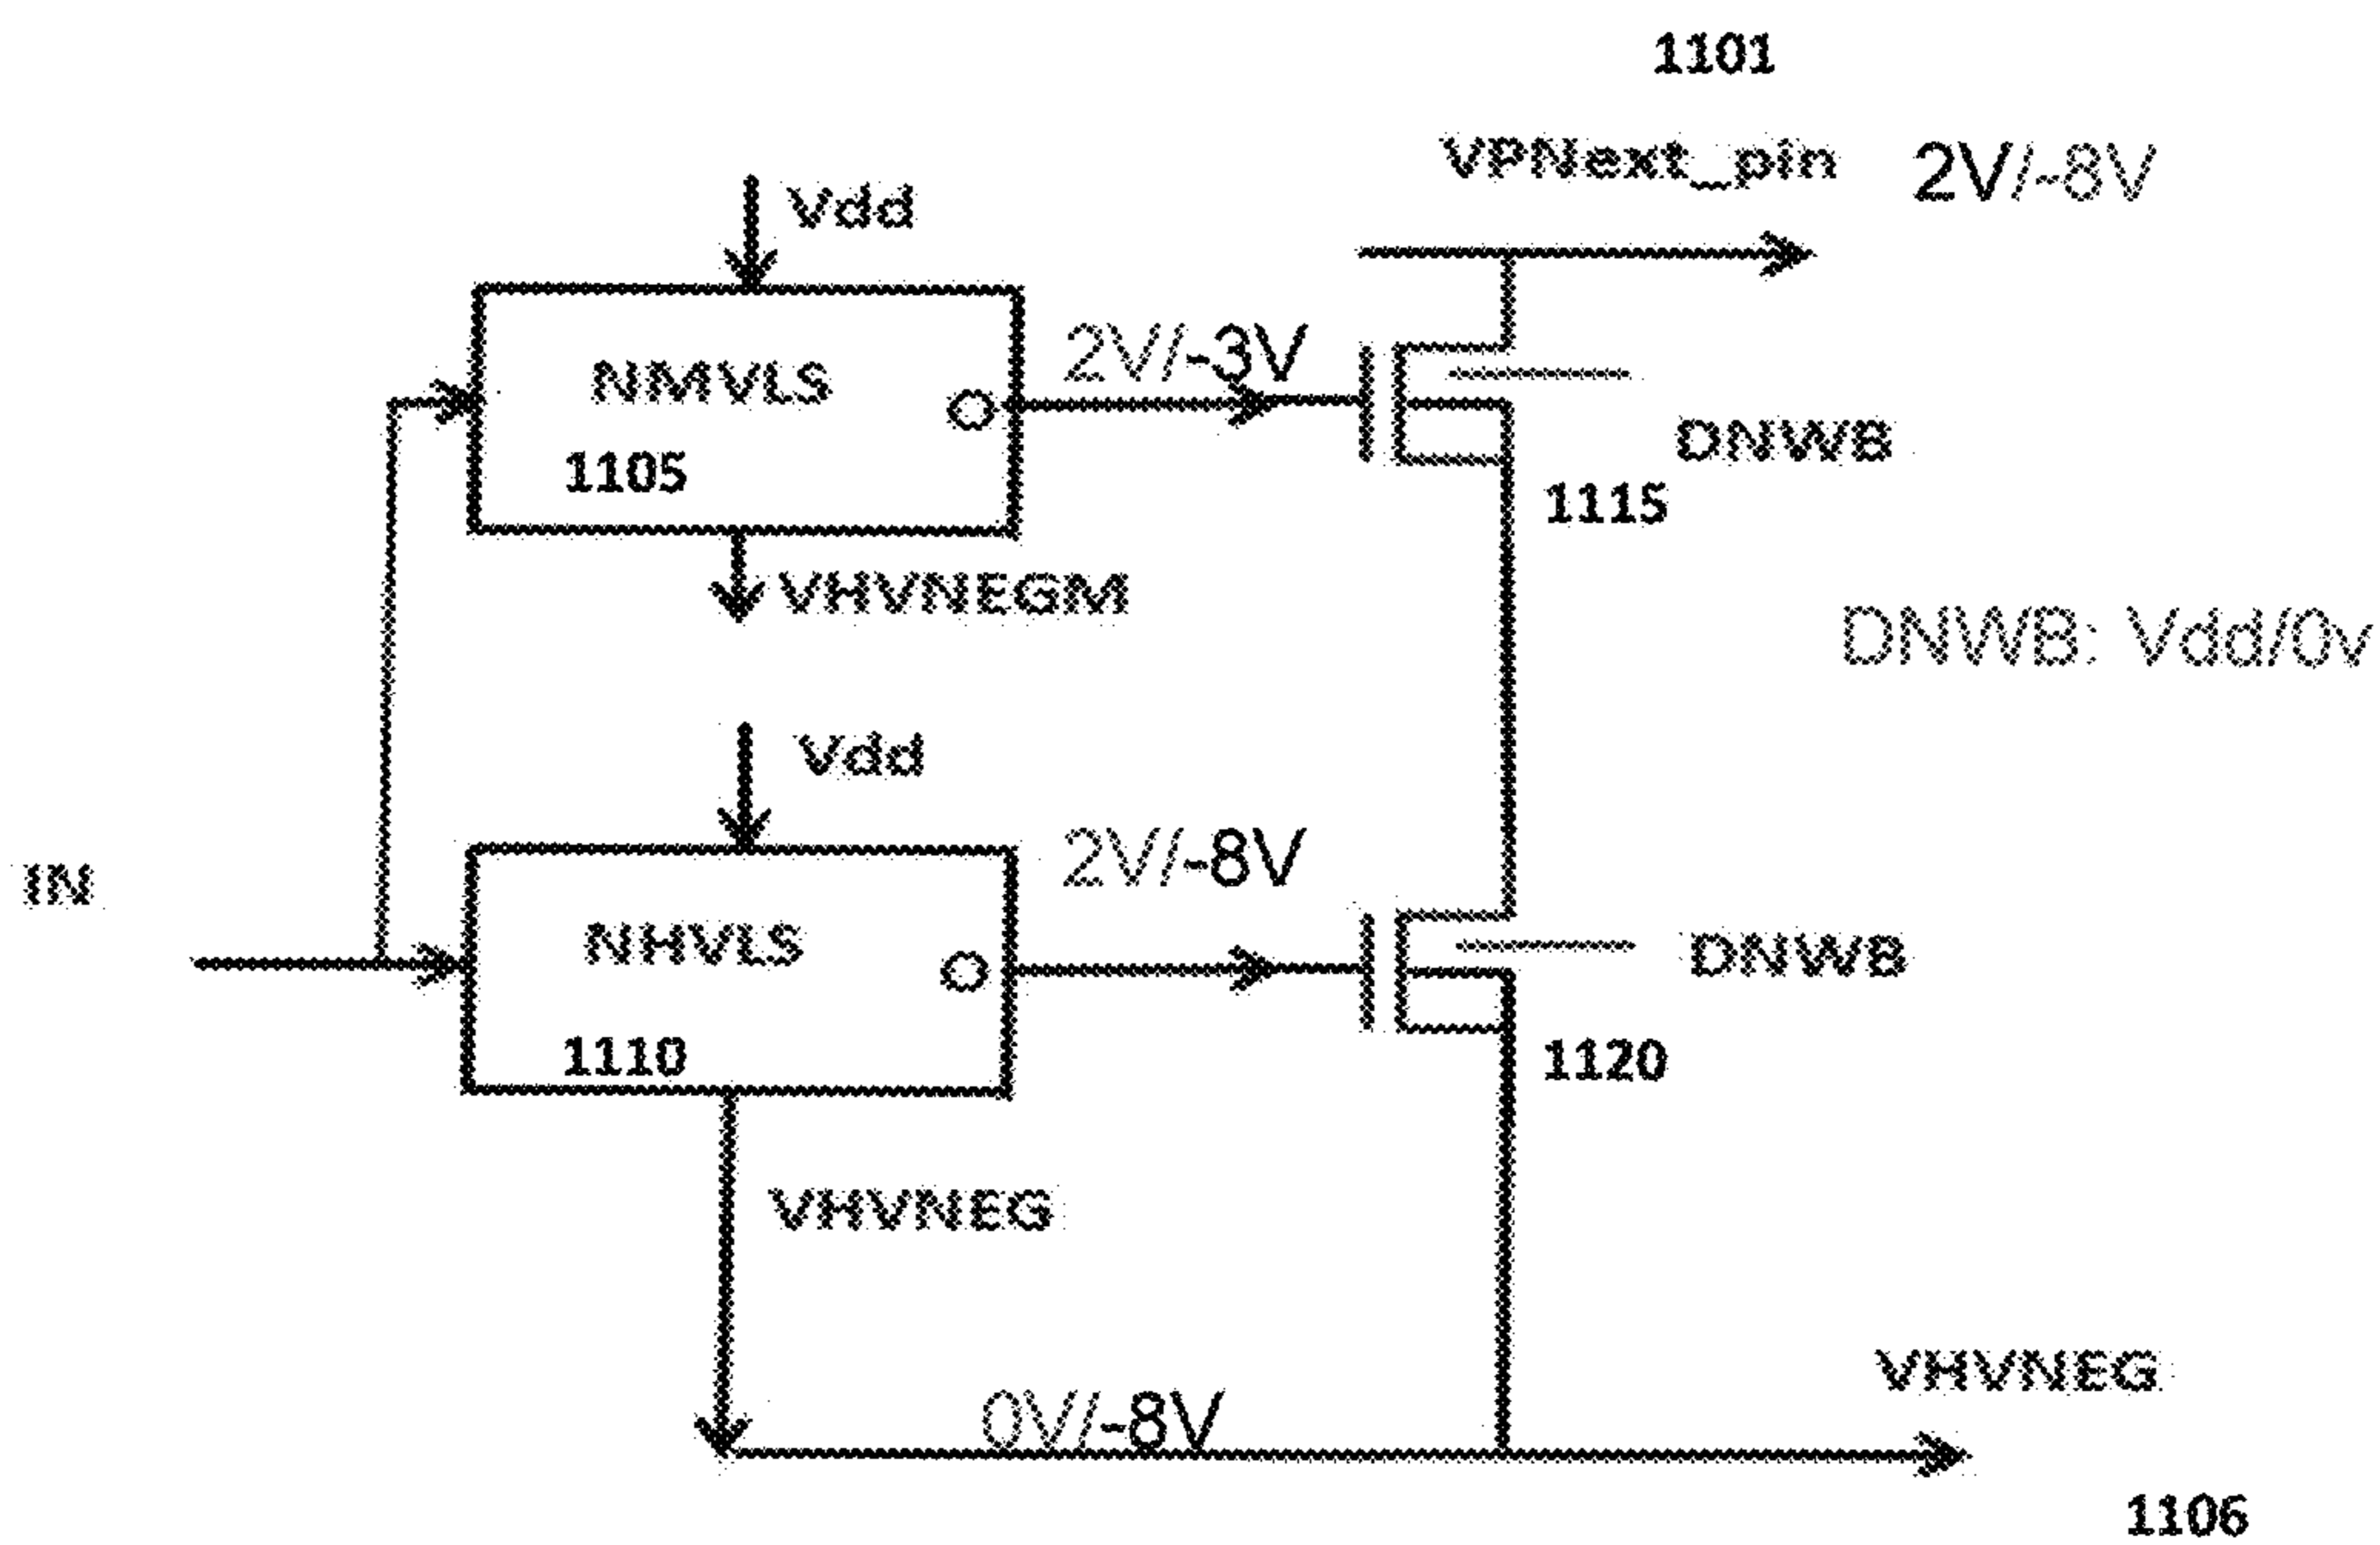 1101
VPNext_pin 2V/-8V
Vdd
2V/-3V
NMVLS
DNWB
1105
1115
VHVNEGM
DNWB: Vdd/0v
Vdd
2V/-8V
IN
NHVLS
DNWB
1110
1120
VHVNEG
VHVNEG
0V/-8V
1106